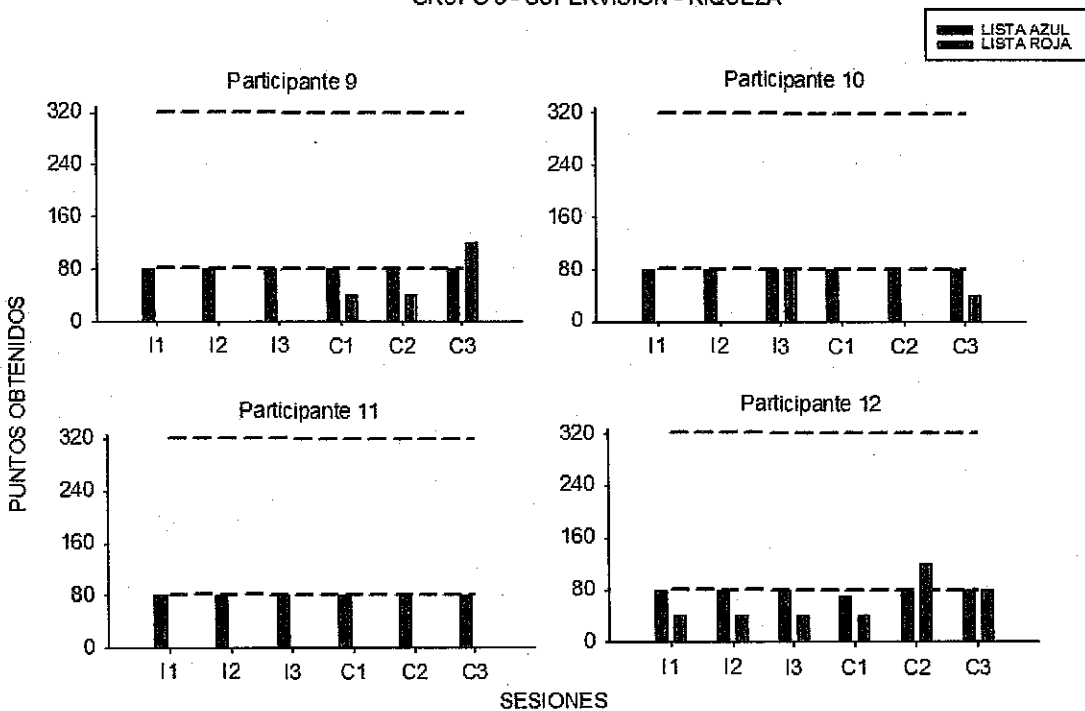 LISTA AZUL
LISTA ROJA
Participante 9
320
240
160
80
0
I1 I2 I3 C1 C2 C3
Participante 10
320
240
160
80
0
I1 I2 I3 C1 C2 C3
PUNTOS OBTENIDOS
Participante 11
320
240
160
80
0
I1 I2 I3 C1 C2 C3
Participante 12
320
240
160
80
0
I1 I2 I3 C1 C2 C3
SESIONES